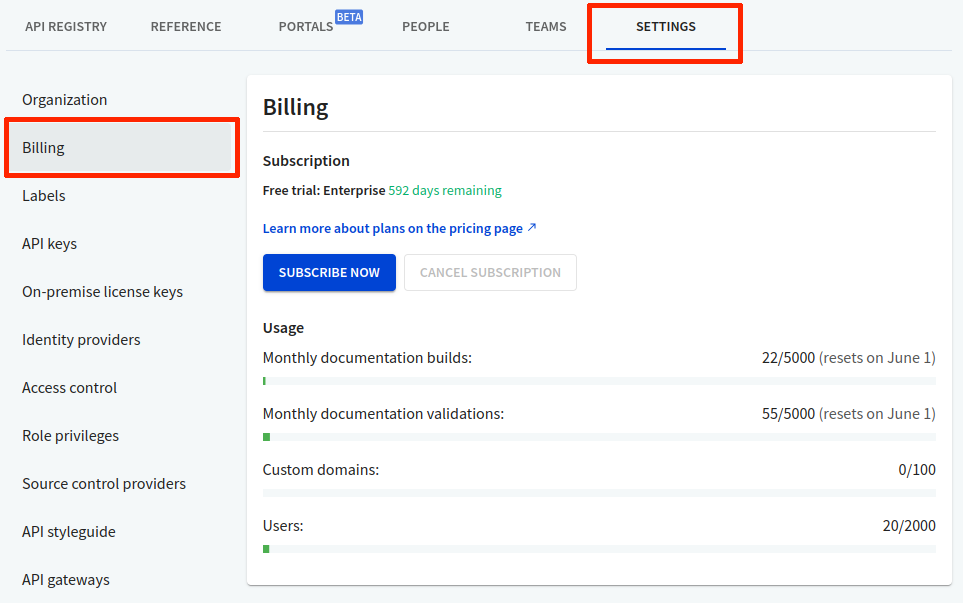 API REGISTRY REFERENCE PORTALS BETA PEOPLE TEAMS SETTINGS
Organization
Billing
Labels
API keys
On-premise license keys
Identity providers
Access control
Role privileges
Source control providers
API styleguide
API gateways
Billing
Subscription
Free trial: Enterprise 592 days remaining
Learn more about plans on the pricing page ↗
SUBSCRIBE NOW CANCEL SUBSCRIPTION
Usage
Monthly documentation builds: 22/5000 (resets on June 1)
Monthly documentation validations: 55/5000 (resets on June 1)
Custom domains: 0/100
Users: 20/2000